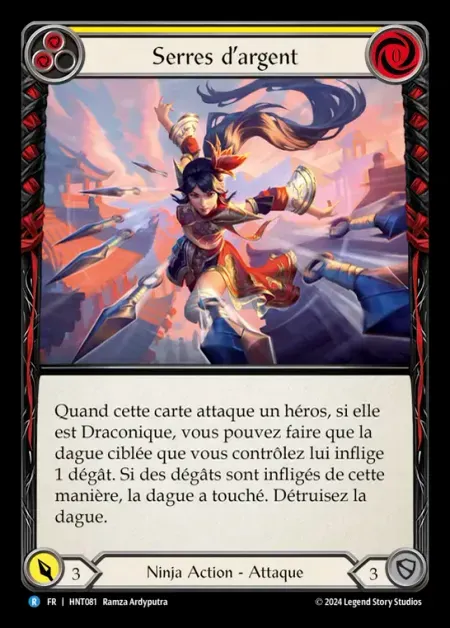 Serres d'argent
0
Quand cette carte attaque un héros, si elle
est Draconique, vous pouvez faire que la
dague ciblée que vous contrôlez lui inflige
1 dégât. Si des dégâts sont infligés de cette
manière, la dague a touché. Détruisez la
dague.
3 Ninja Action - Attaque 3
R FR | HNT081 Ramza Ardyputra © 2024 Legend Story Studios